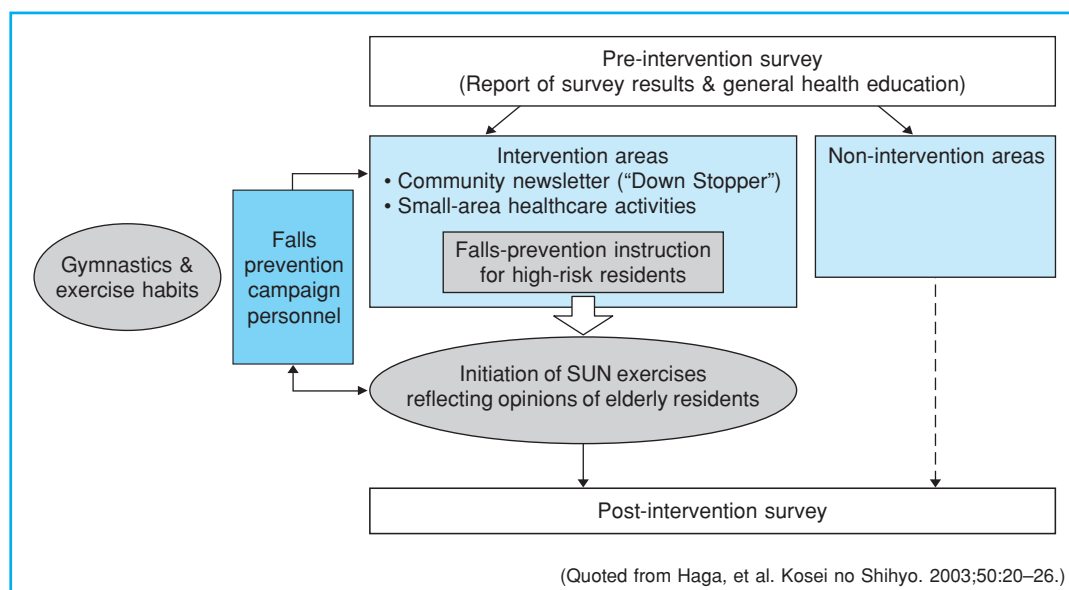 Pre-intervention survey
(Report of survey results & general health education)
Intervention areas
• Community newsletter (“Down Stopper”)
• Small-area healthcare activities
Falls-prevention instruction
for high-risk residents
Non-intervention areas
Gymnastics &
exercise habits
Falls
prevention
campaign
personnel
Initiation of SUN exercises
reflecting opinions of elderly residents
Post-intervention survey
(Quoted from Haga, et al. Kosei no Shihyo. 2003;50:20–26.)